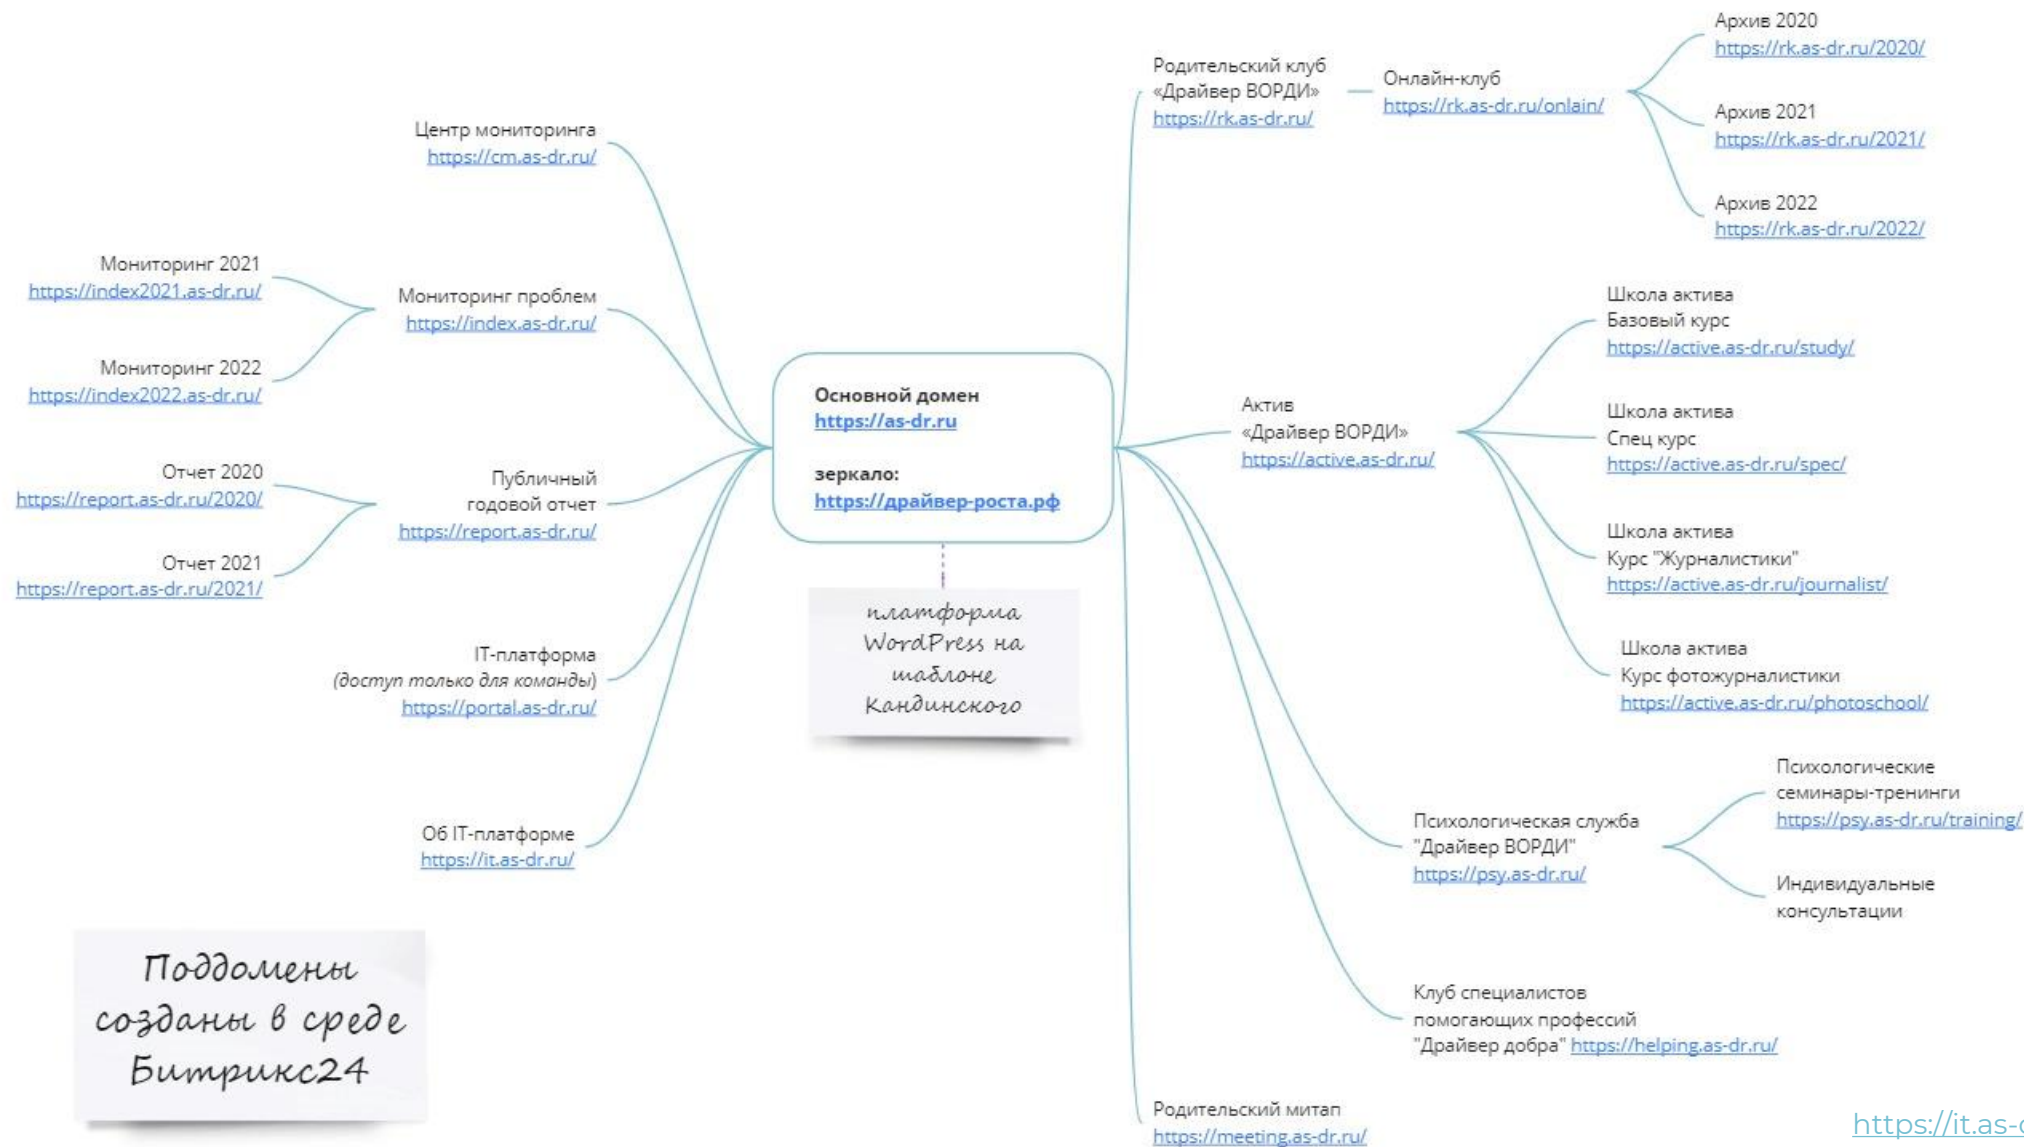 Центр мониторинга
https://cm.as-dr.ru/
Мониторинг 2021
https://index2021.as-dr.ru/
Мониторинг 2022
https://index2022.as-dr.ru/
Мониторинг проблем
https://index.as-dr.ru/
Отчет 2020
https://report.as-dr.ru/2020/
Отчет 2021
https://report.as-dr.ru/2021/
Публичный
годовой отчет
https://report.as-dr.ru/
IT-платформа
(доступ только для команды)
https://portal.as-dr.ru/
Об IT-платформе
https://it.as-dr.ru/
Поддомены
созданы в среде
Битрикс24
Основной домен
https://as-dr.ru
зеркало:
https://драйвер-роста.рф
платформа
WordPress на
шаблоне
Кандинского
Родительский клуб
«Драйвер ВОРДИ»
https://rk.as-dr.ru/
Онлайн-клуб
https://rk.as-dr.ru/onlain/
Архив 2020
https://rk.as-dr.ru/2020/
Архив 2021
https://rk.as-dr.ru/2021/
Архив 2022
https://rk.as-dr.ru/2022/
Актив
«Драйвер ВОРДИ»
https://active.as-dr.ru/
Школа актива
Базовый курс
https://active.as-dr.ru/study/
Школа актива
Спец курс
https://active.as-dr.ru/spec/
Школа актива
Курс "Журналистики"
https://active.as-dr.ru/journalist/
Школа актива
Курс фотожурналистики
https://active.as-dr.ru/photoschool/
Психологическая служба
"Драйвер ВОРДИ"
https://psy.as-dr.ru/
Психологические
семинары-тренинги
https://psy.as-dr.ru/training/
Индивидуальные
консультации
Клуб специалистов
помогающих профессий
"Драйвер добра" https://helping.as-dr.ru/
Родительский митап
https://meeting.as-dr.ru/